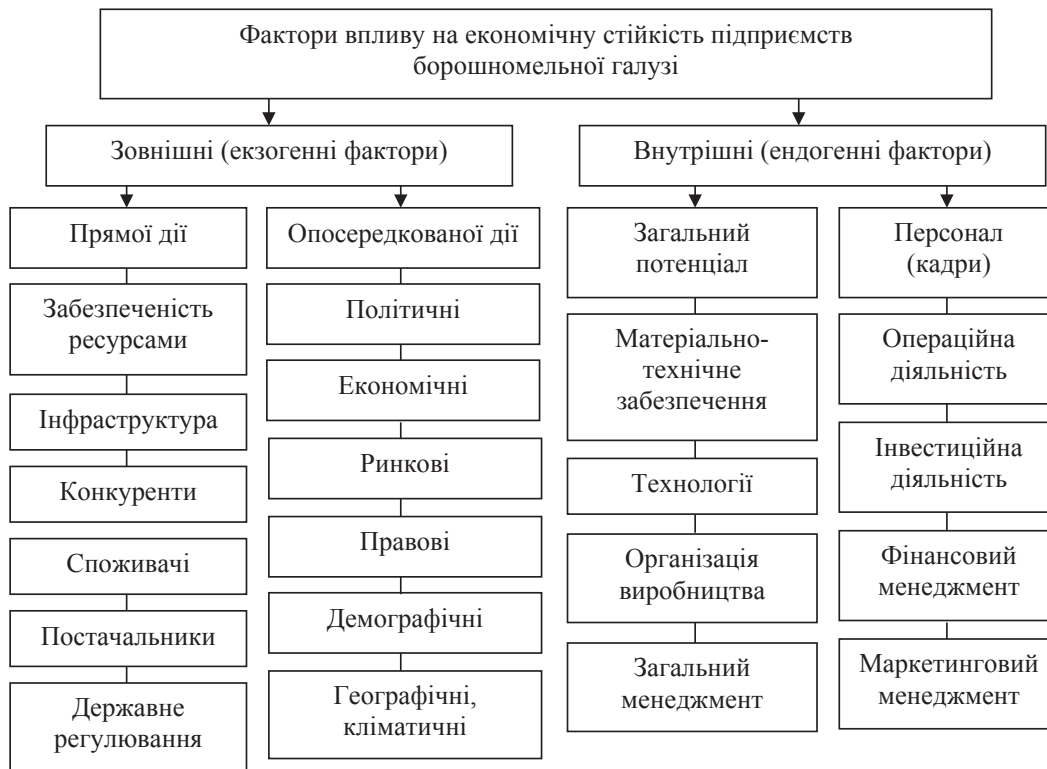 Фактори впливу на економічну стійкість підприємств
борошномельної галузі
Зовнішні (екзогенні фактори)
Внутрішні (ендогенні фактори)
Прямої дії
Забезпеченість
ресурсами
Інфраструктура
Конкуренти
Споживачі
Постачальники
Державне
регулювання
Опосередкованої дії
Політичні
Економічні
Ринкові
Правові
Демографічні
Географічні,
кліматичні
Загальний
потенціал
Матеріально-
технічне
забезпечення
Технології
Організація
виробництва
Загальний
менеджмент
Персонал
(кадри)
Операційна
діяльність
Інвестиційна
діяльність
Фінансовий
менеджмент
Маркетинговий
менеджмент